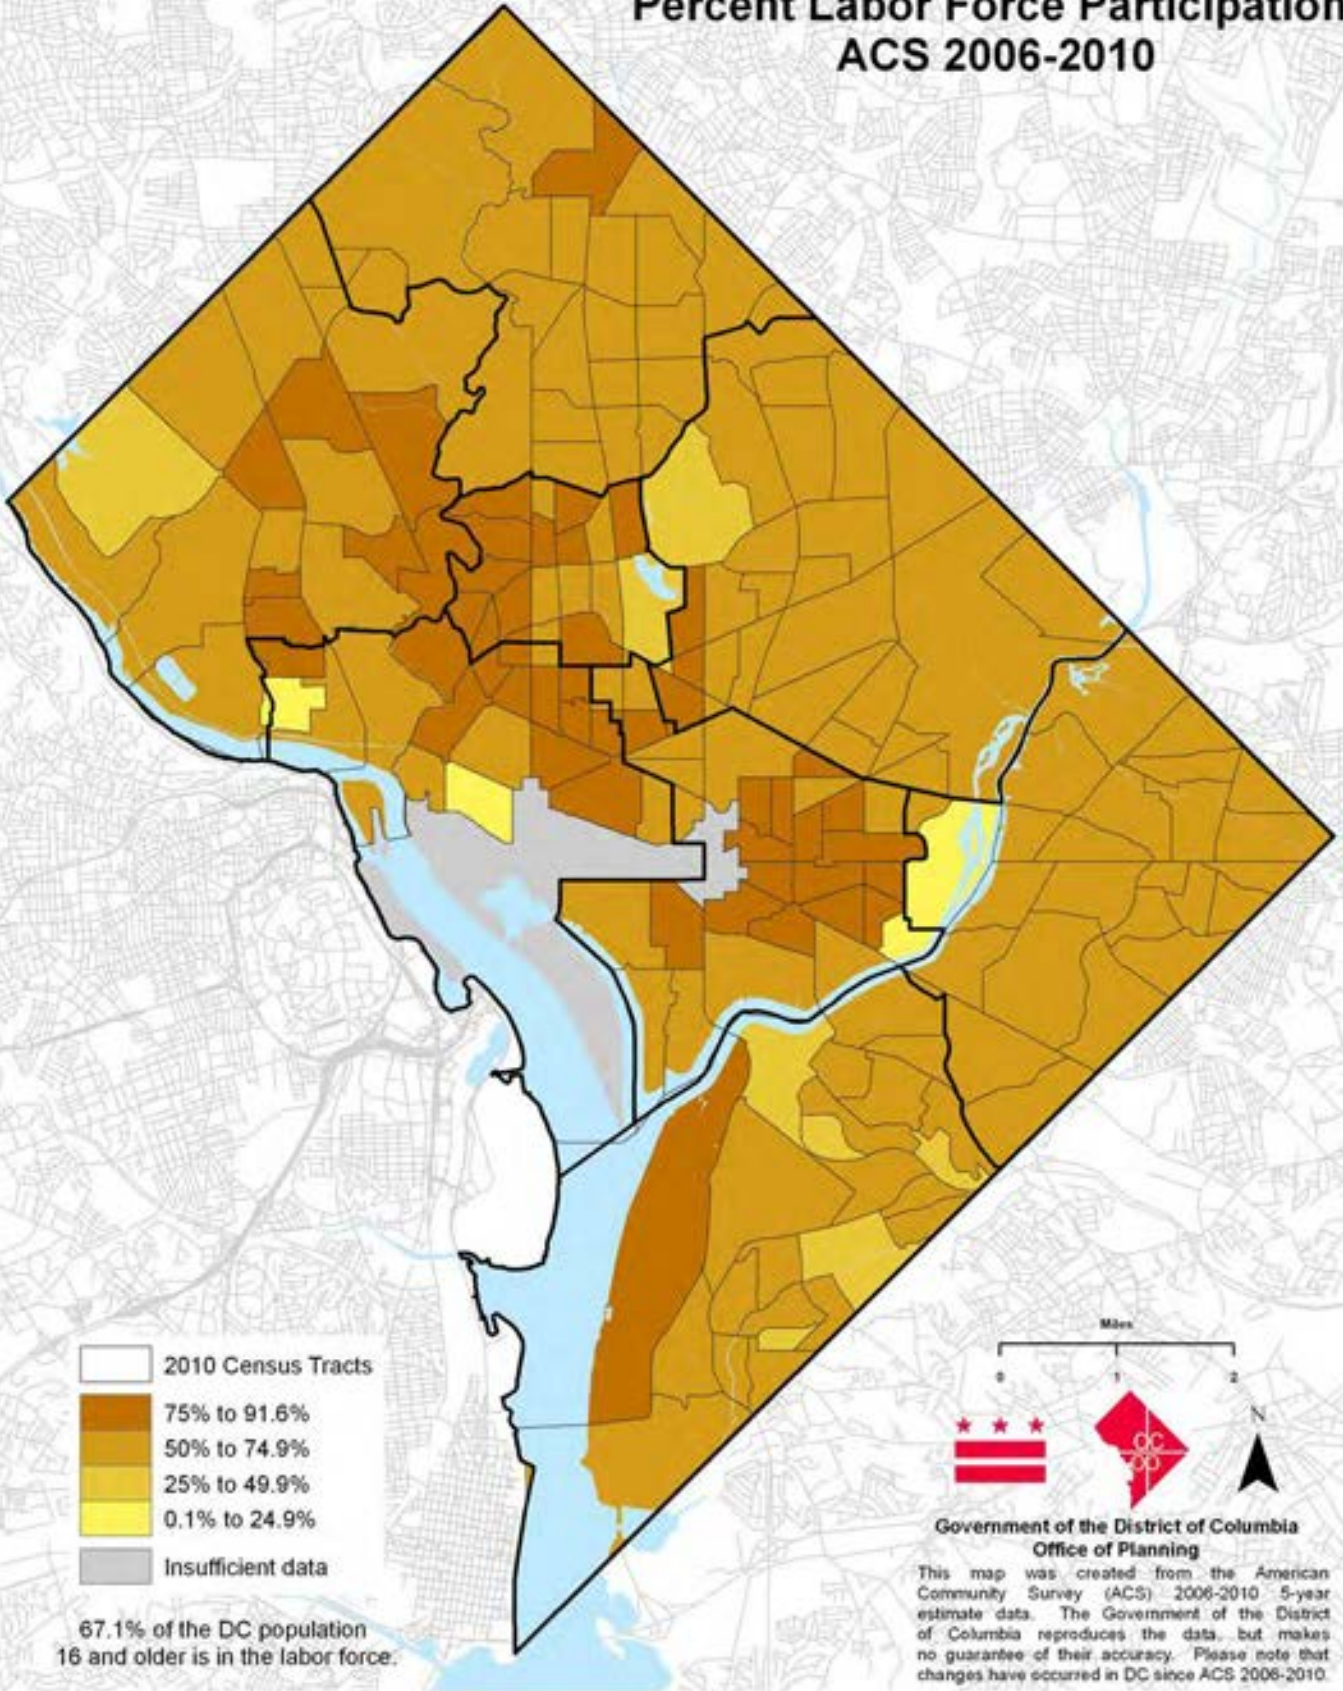 Percent Labor Force Participation
ACS 2006-2010
2010 Census Tracts
75% to 91.6%
50% to 74.9%
25% to 49.9%
0.1% to 24.9%
Insufficient data
67.1% of the DC population
16 and older is in the labor force.
Miles
0 1 2
N
DC
OP
Government of the District of Columbia
Office of Planning
This map was created from the American
Community Survey (ACS) 2006-2010 5-year
estimate data. The Government of the District
of Columbia reproduces the data, but makes
no guarantee of their accuracy. Please note that
changes have occurred in DC since ACS 2006-2010.